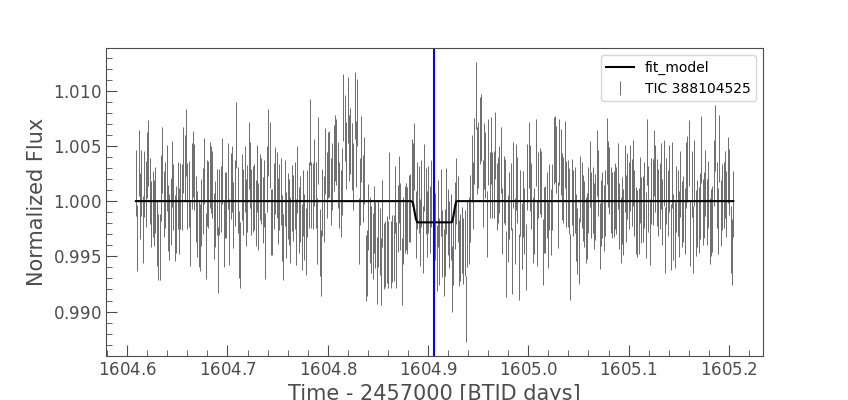 fit_model
TIC 388104525
Normalized Flux
1.010
1.005
1.000
0.995
0.990
1604.6 1604.7 1604.8 1604.9 1605.0 1605.1 1605.2
Time - 2457000 [BTJD days]